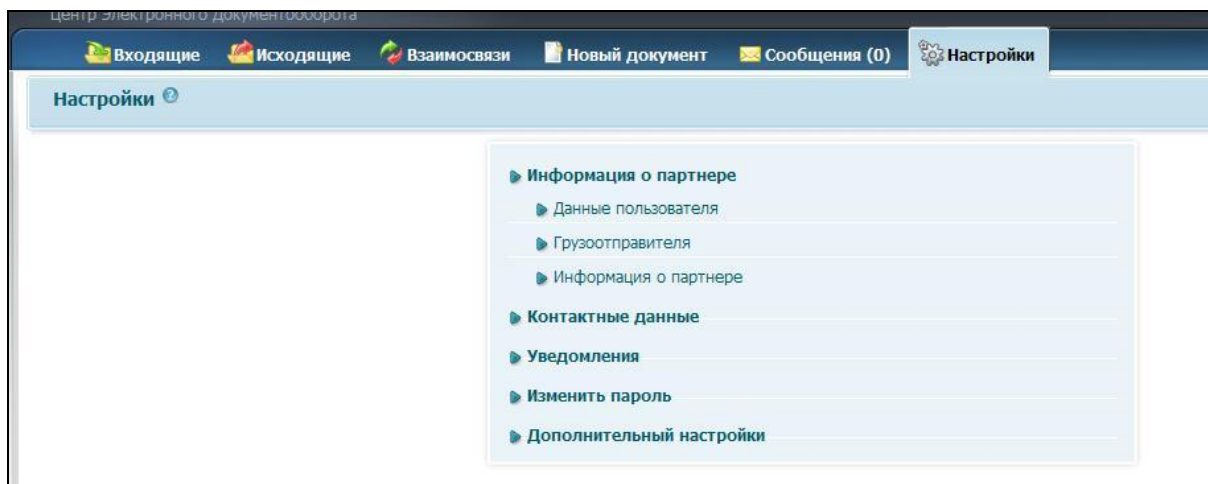 Центр Электронного Документооборота
Входящие Исходящие Взаимосвязи Новый документ Сообщения (0) Настройки
Настройки ?
Информация о партнере
Данные пользователя
Грузоотправителя
Информация о партнере
Контактные данные
Уведомления
Изменить пароль
Дополнительный настройки